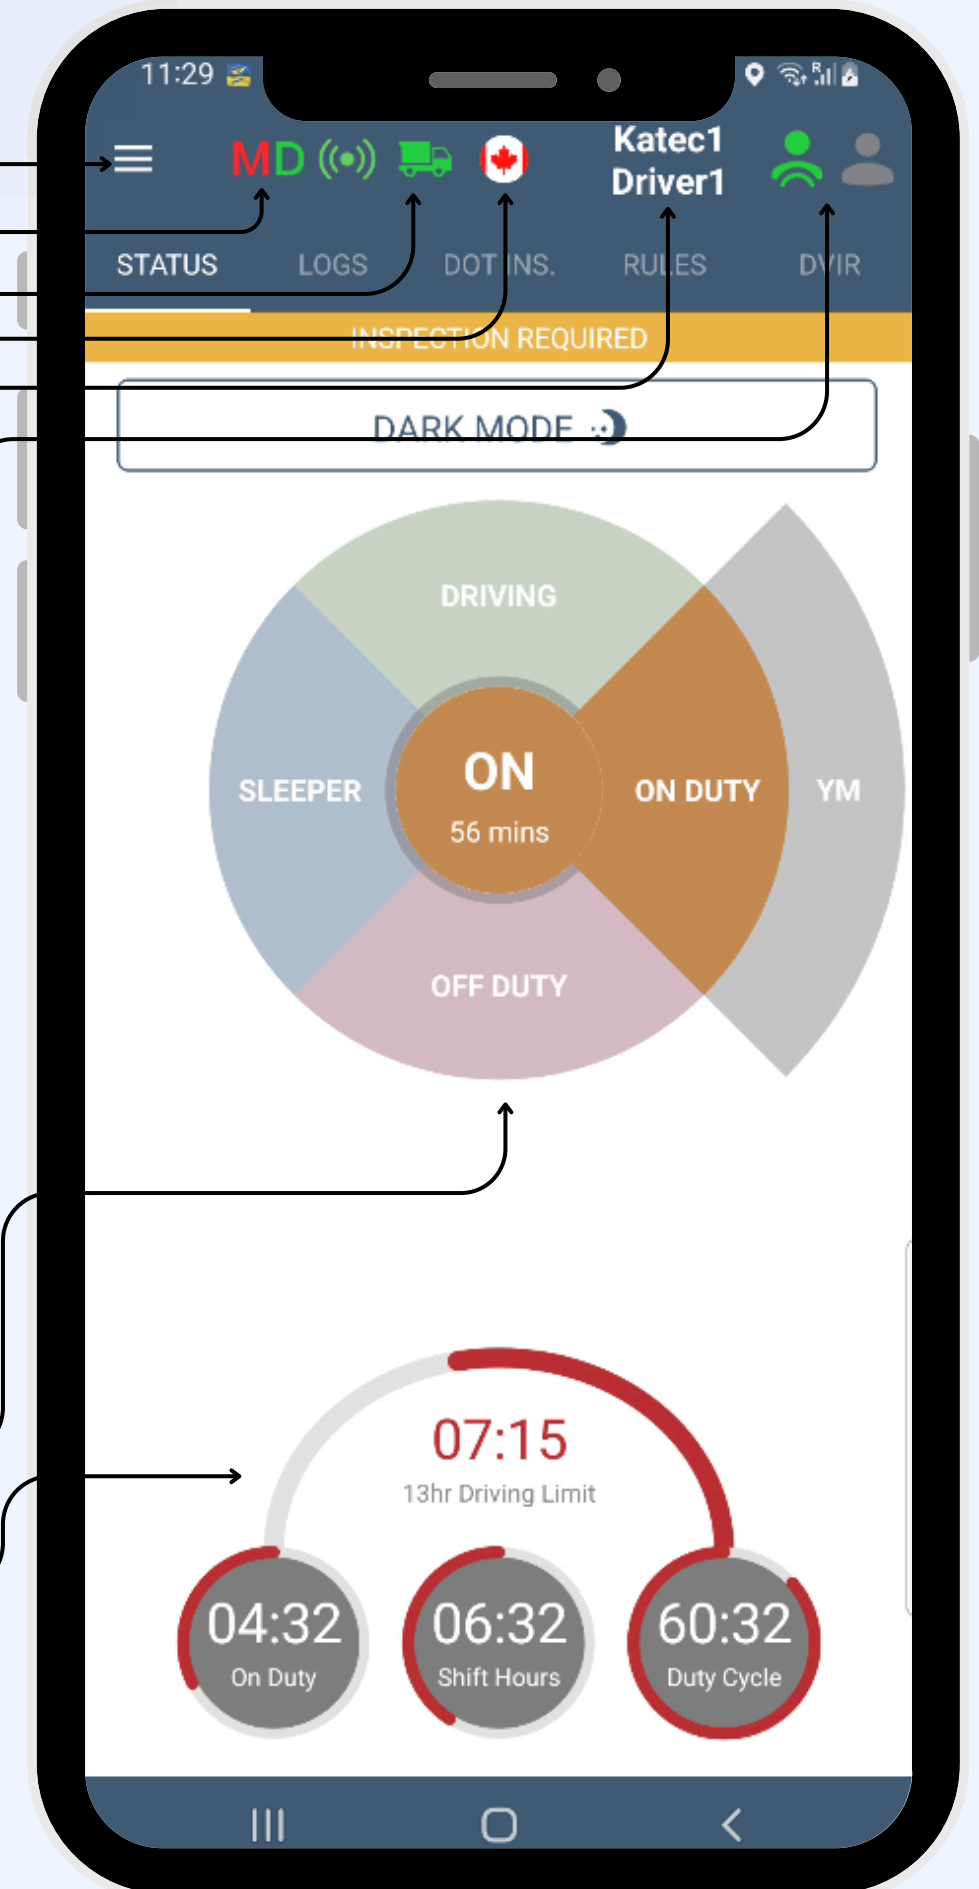 11:29
MD
Katec1
Driver1
STATUS
LOGS
DOT INS.
RULES
DVIR
INSPECTION REQUIRED
DARK MODE
DRIVING
SLEEPER
ON
56 mins
ON DUTY
YM
OFF DUTY
07:15
13hr Driving Limit
04:32
On Duty
06:32
Shift Hours
60:32
Duty Cycle